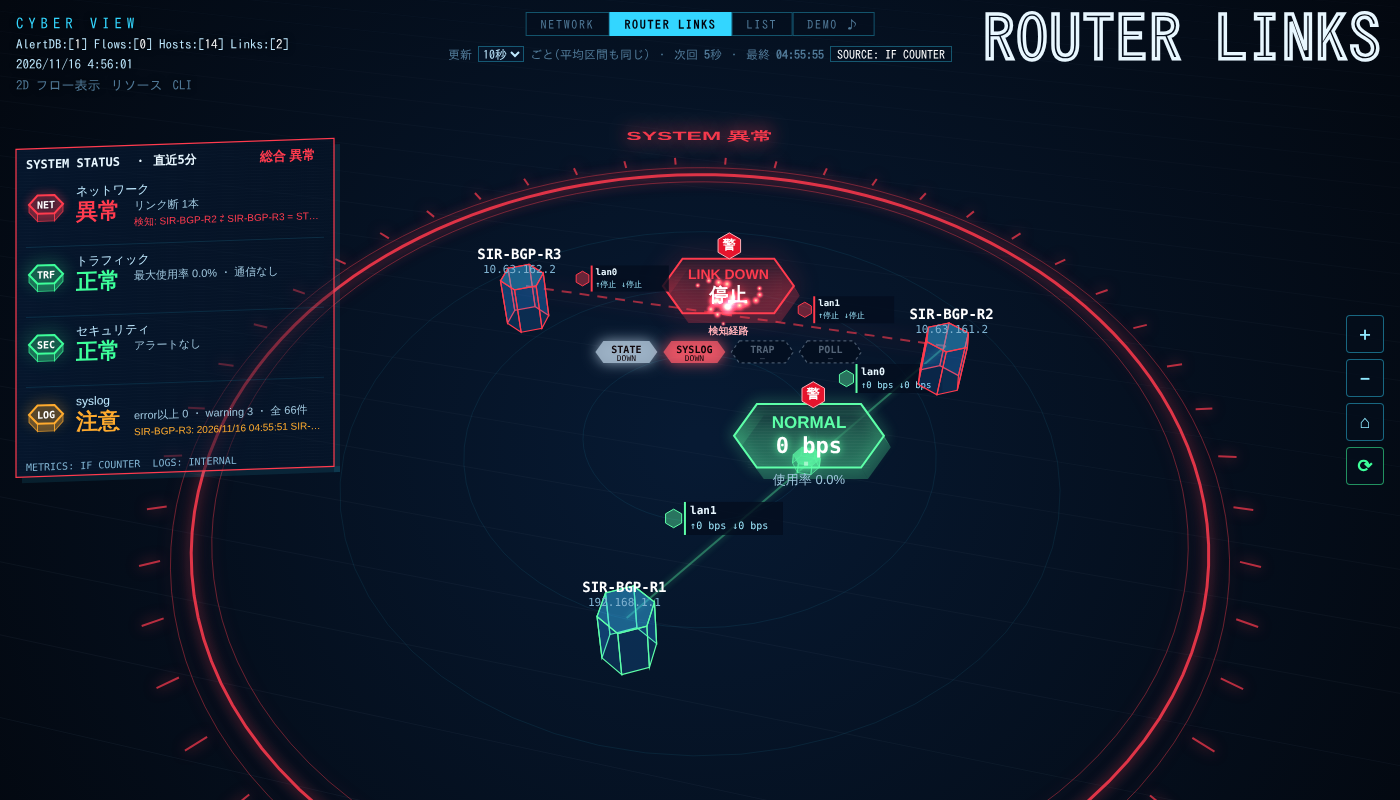 CYBER VIEW
AlertDB:[1] Flows:[0] Hosts:[14] Links:[2]
2026/11/16 4:56:01
2D フロー表示 リソース CLI
NETWORK
ROUTER LINKS
LIST
DEMO ♪
更新 10秒 ごと(平均区間も同じ) ・ 次回 5秒 ・ 最終 04:55:55 SOURCE: IF COUNTER
ROUTER LINKS
SYSTEM 異常
SYSTEM STATUS ・ 直近5分 総合 異常
NET
ネットワーク
異常
リンク断 1本
検知: SIR-BGP-R2 ⇄ SIR-BGP-R3 = ST…
TRF
トラフィック
正常
最大使用率 0.0% ・ 通信なし
SEC
セキュリティ
正常
アラートなし
LOG
syslog
注意
error以上 0 ・ warning 3 ・ 全 66件
SIR-BGP-R3: 2026/11/16 04:55:51 SIR-…
METRICS: IF COUNTER LOGS: INTERNAL
SIR-BGP-R3
10.63.162.2
lan0
↑停止 ↓停止
警
LINK DOWN
停止
検知経路
lan1
↑停止 ↓停止
SIR-BGP-R2
10.63.161.2
STATE
DOWN
SYSLOG
DOWN
TRAP
—
POLL
—
lan0
↑0 bps ↓0 bps
警
NORMAL
0 bps
使用率 0.0%
lan1
↑0 bps ↓0 bps
SIR-BGP-R1
192.168.1.1
+
−
⌂
⟳